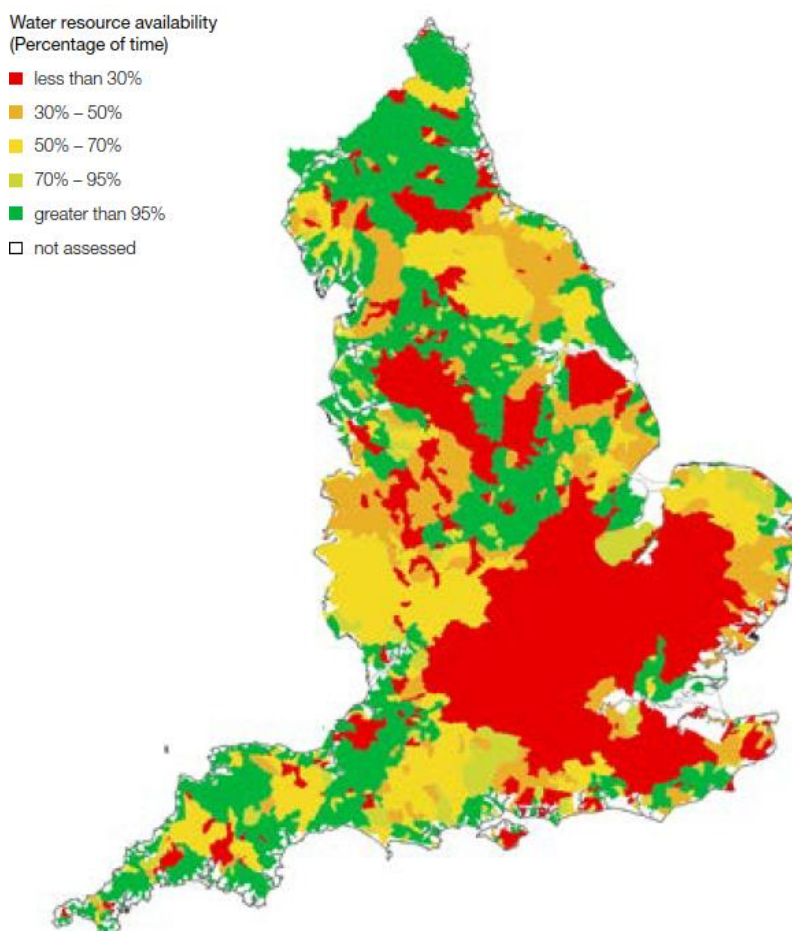 Water resource availability
(Percentage of time)
less than 30%
30% – 50%
50% – 70%
70% – 95%
greater than 95%
not assessed